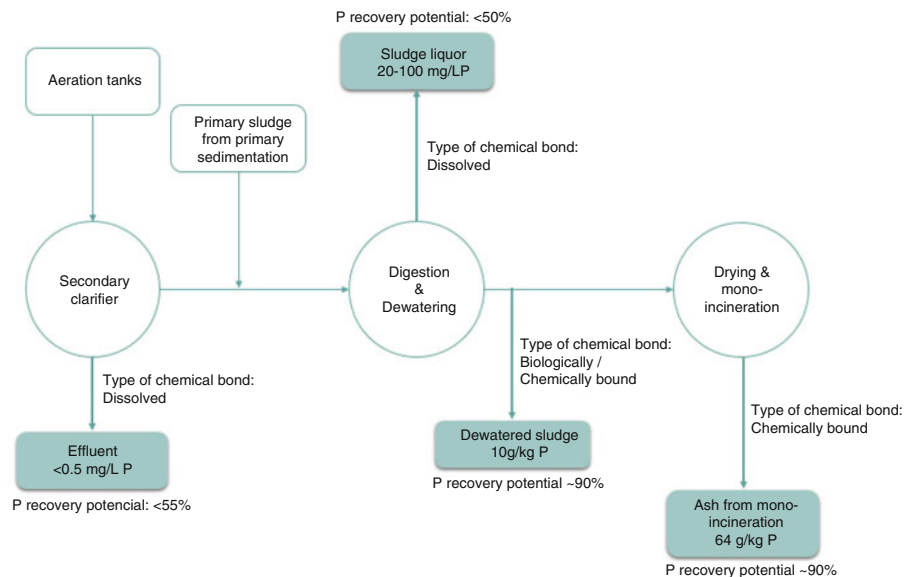 P recovery potential: <50%
Sludge liquor
20-100 mg/LP
Aeration tanks
Primary sludge
from primary
sedimentation
Type of chemical bond:
Dissolved
Secondary
clarifier
Digestion
&
Dewatering
Drying &
mono-
incineration
Type of chemical bond:
Dissolved
Type of chemical bond:
Biologically /
Chemically bound
Type of chemical bond:
Chemically bound
Effluent
<0.5 mg/L P
P recovery potencial: <55%
Dewatered sludge
10g/kg P
P recovery potential ~90%
Ash from mono-
incineration
64 g/kg P
P recovery potential ~90%